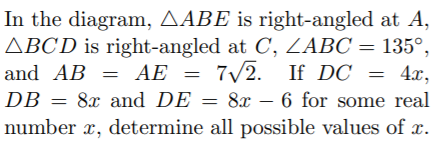 In the diagram, △ABE is right-angled at A,
△BCD is right-angled at C, ∠ABC = 135°,
and AB = AE = 7√2. If DC = 4x,
DB = 8x and DE = 8x − 6 for some real
number x, determine all possible values of x.